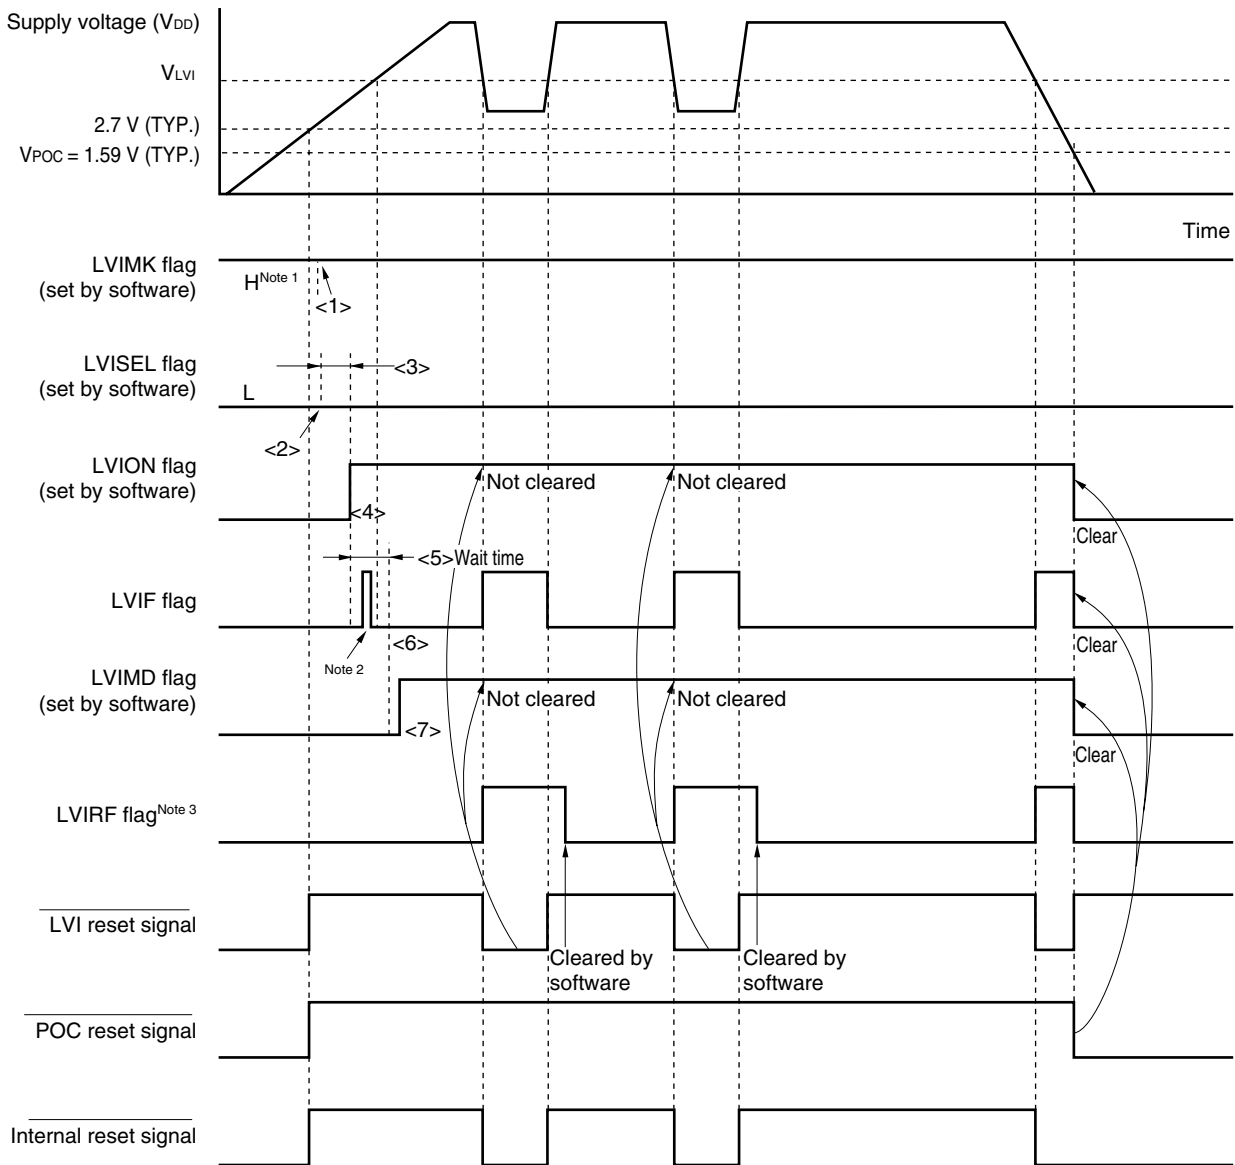 Supply voltage (VDD)
VLVI
2.7 V (TYP.)
VPOC = 1.59 V (TYP.)
Time
LVIMK flag
(set by software)
H Note 1
<1>
LVISEL flag
(set by software)
<3>
L
<2>
LVION flag
(set by software)
Not cleared
Not cleared
<4>
Clear
<5> Wait time
LVIF flag
<6>
Clear
Note 2
LVIMD flag
(set by software)
Not cleared
Not cleared
<7>
Clear
LVIRF flag Note 3
LVI reset signal
Cleared by
software
Cleared by
software
POC reset signal
Internal reset signal